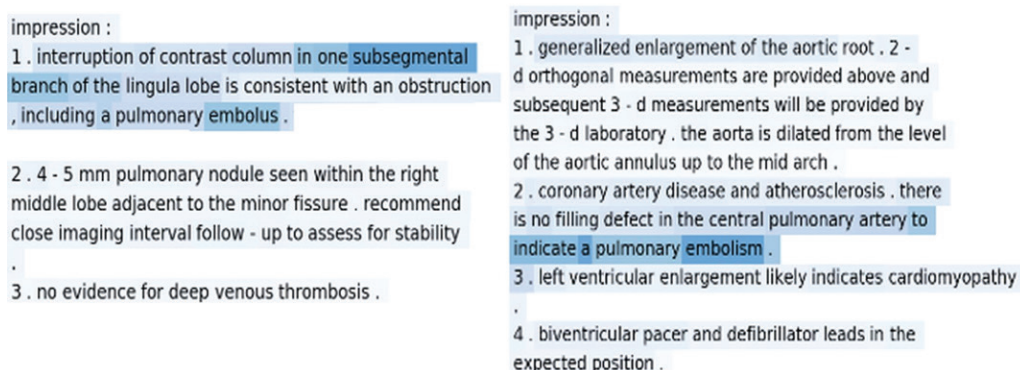 impression :
1 . interruption of contrast column in one subsegmental
branch of the lingula lobe is consistent with an obstruction
, including a pulmonary embolus .
2 . 4 - 5 mm pulmonary nodule seen within the right
middle lobe adjacent to the minor fissure . recommend
close imaging interval follow - up to assess for stability
.
3 . no evidence for deep venous thrombosis .
impression :
1 . generalized enlargement of the aortic root . 2 -
d orthogonal measurements are provided above and
subsequent 3 - d measurements will be provided by
the 3 - d laboratory . the aorta is dilated from the level
of the aortic annulus up to the mid arch .
2 . coronary artery disease and atherosclerosis . there
is no filling defect in the central pulmonary artery to
indicate a pulmonary embolism .
3 . left ventricular enlargement likely indicates cardiomyopathy
.
4 . biventricular pacer and defibrillator leads in the
expected position .